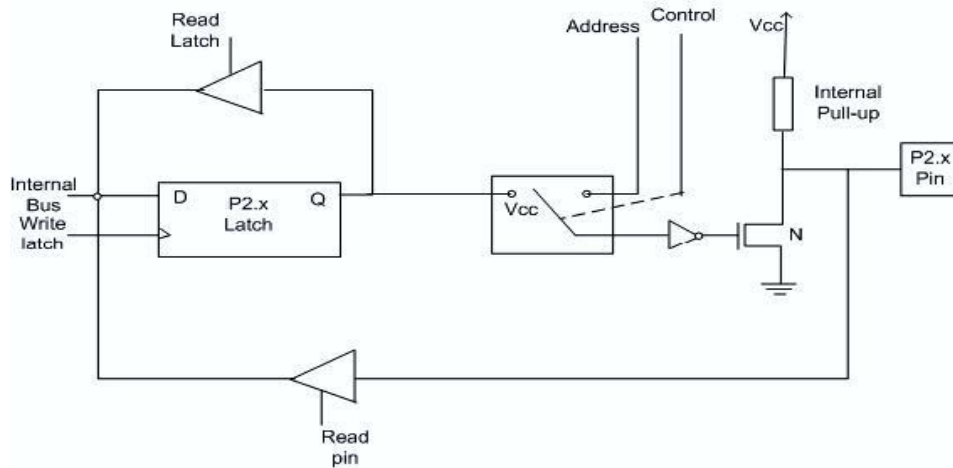 Read
Latch
Address
Control
Vcc
Internal
Pull-up
P2.x
Pin
Internal
Bus
Write
latch
D
Q
P2.x
Latch
Vcc
N
Read
pin